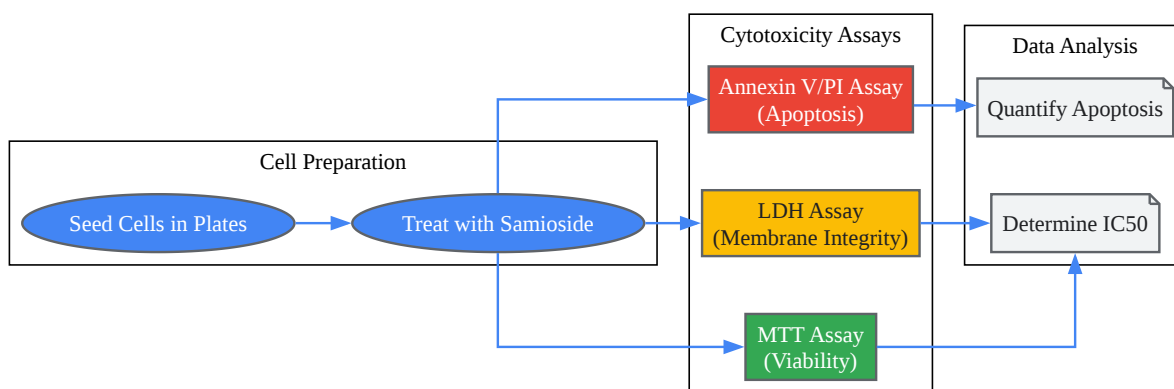 Cell Preparation
Seed Cells in Plates
Treat with Samioside
Cytotoxicity Assays
Annexin V/PI Assay
(Apoptosis)
LDH Assay
(Membrane Integrity)
MTT Assay
(Viability)
Data Analysis
Quantify Apoptosis
Determine IC50